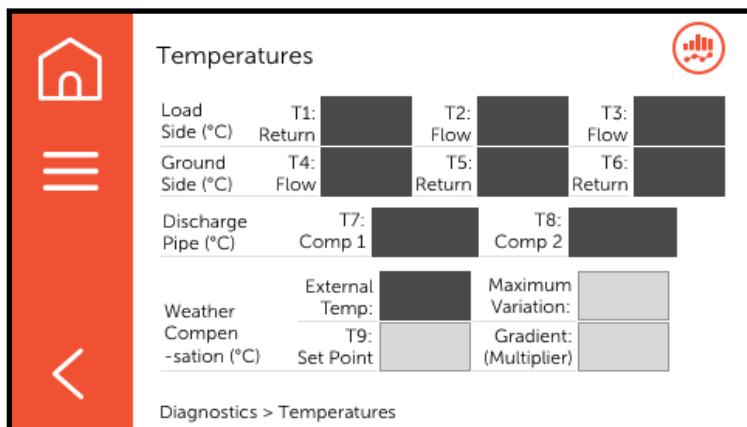 Temperatures
Load T1: T2: T3:
Side (°C) Return Flow Flow
Ground T4: T5: T6:
Side (°C) Flow Return Return
Discharge T7: T8:
Pipe (°C) Comp 1 Comp 2
External Maximum
Weather Temp: Variation:
Compen T9: Gradient:
-sation (°C) Set Point (Multiplier)
Diagnostics > Temperatures